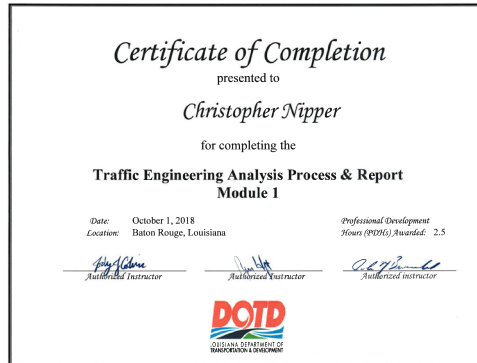 Certificate of Completion
presented to
Christopher Nipper
for completing the
Traffic Engineering Analysis Process & Report
Module 1
Date: October 1, 2018
Location: Baton Rouge, Louisiana
Professional Development
Hours (PDHs) Awarded: 2.5
Authorized Instructor
Authorized Instructor
Authorized instructor
DOTD
LOUISIANA DEPARTMENT OF
TRANSPORTATION & DEVELOPMENT